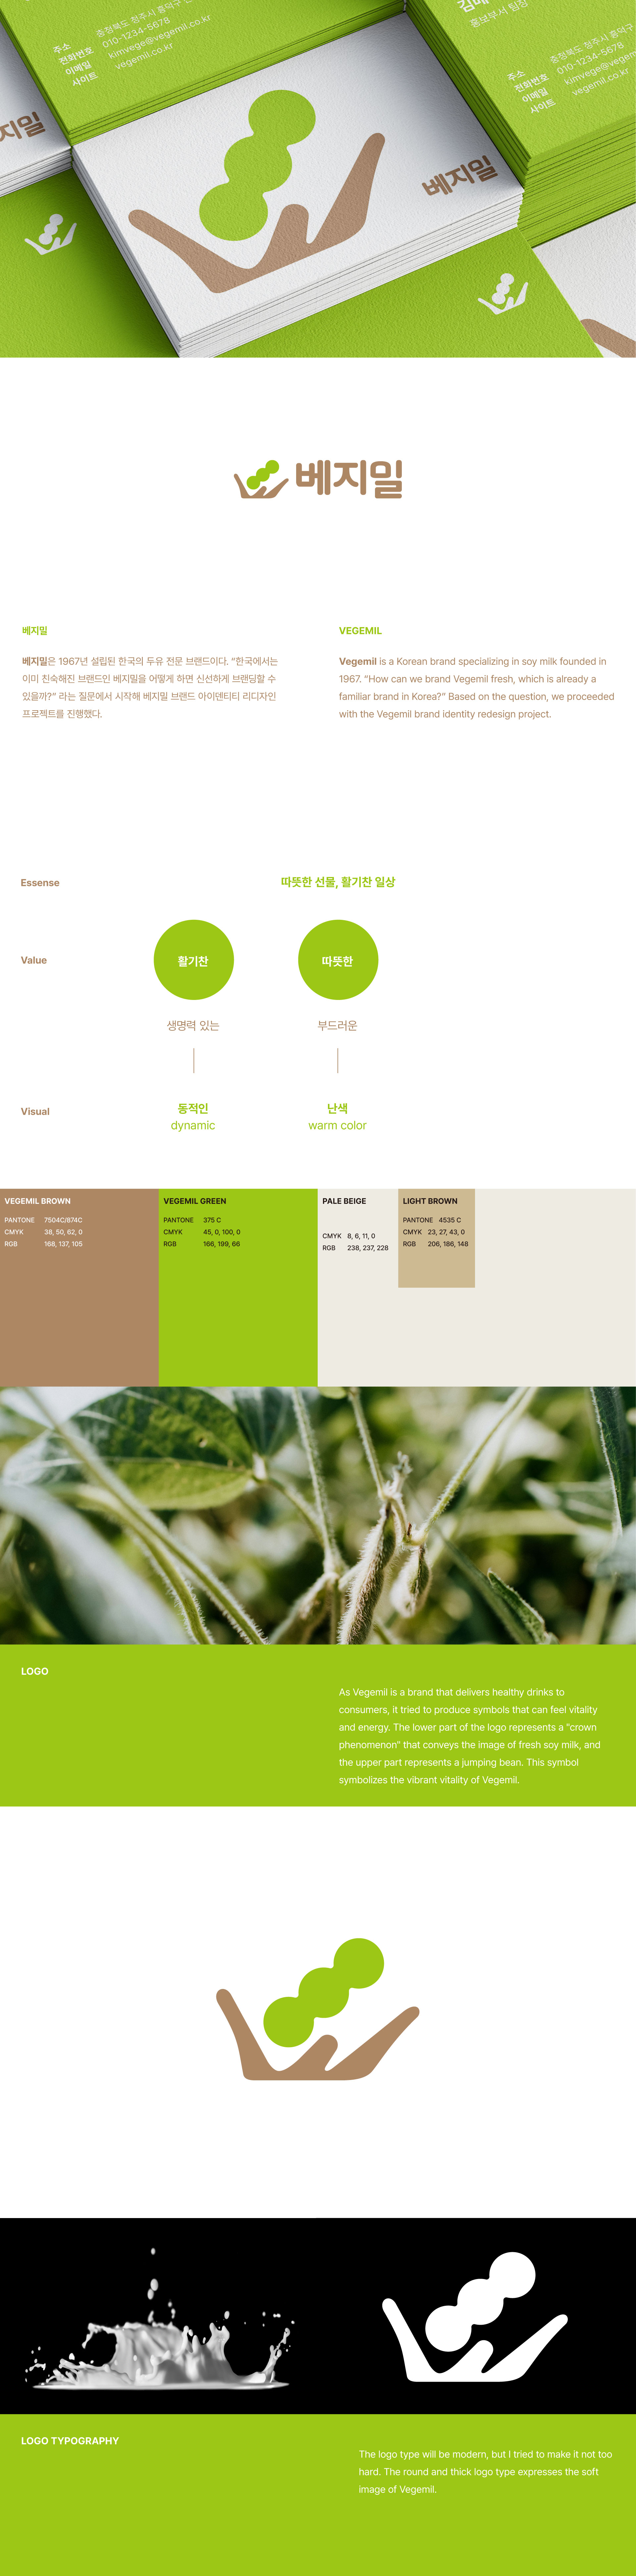 주소
전화번호
이메일
사이트
충청북도 청주시 흥덕구
010-1234-5678
kimvege@vegemil.co.kr
vegemil.co.kr
홍보부서 팀장
주소
전화번호
이메일
사이트
충청북도 청주시 흥덕구
010-1234-5678
kimvege@vegem
vegemil.co.kr
지밀
베지밀
베지밀
베지밀
베지밀은 1967년 설립된 한국의 두유 전문 브랜드이다. “한국에서는
이미 친숙해진 브랜드인 베지밀을 어떻게 하면 신선하게 브랜딩할 수
있을까?” 라는 질문에서 시작해 베지밀 브랜드 아이덴티티 리디자인
프로젝트를 진행했다.
VEGEMIL
Vegemil is a Korean brand specializing in soy milk founded in
1967. “How can we brand Vegemil fresh, which is already a
familiar brand in Korea?” Based on the question, we proceeded
with the Vegemil brand identity redesign project.
Essense
따뜻한 선물, 활기찬 일상
Value
활기찬
따뜻한
생명력 있는
부드러운
Visual
동적인
난색
dynamic
warm color
VEGEMIL BROWN
PANTONE 7504C/874C
CMYK 38, 50, 62, 0
RGB 168, 137, 105
VEGEMIL GREEN
PANTONE 375 C
CMYK 45, 0, 100, 0
RGB 166, 199, 66
PALE BEIGE
CMYK 8, 6, 11, 0
RGB 238, 237, 228
LIGHT BROWN
PANTONE 4535 C
CMYK 23, 27, 43, 0
RGB 206, 186, 148
LOGO
As Vegemil is a brand that delivers healthy drinks to
consumers, it tried to produce symbols that can feel vitality
and energy. The lower part of the logo represents a “crown
phenomenon” that conveys the image of fresh soy milk, and
the upper part represents a jumping bean. This symbol
symbolizes the vibrant vitality of Vegemil.
LOGO TYPOGRAPHY
The logo type will be modern, but I tried to make it not too
hard. The round and thick logo type expresses the soft
image of Vegemil.